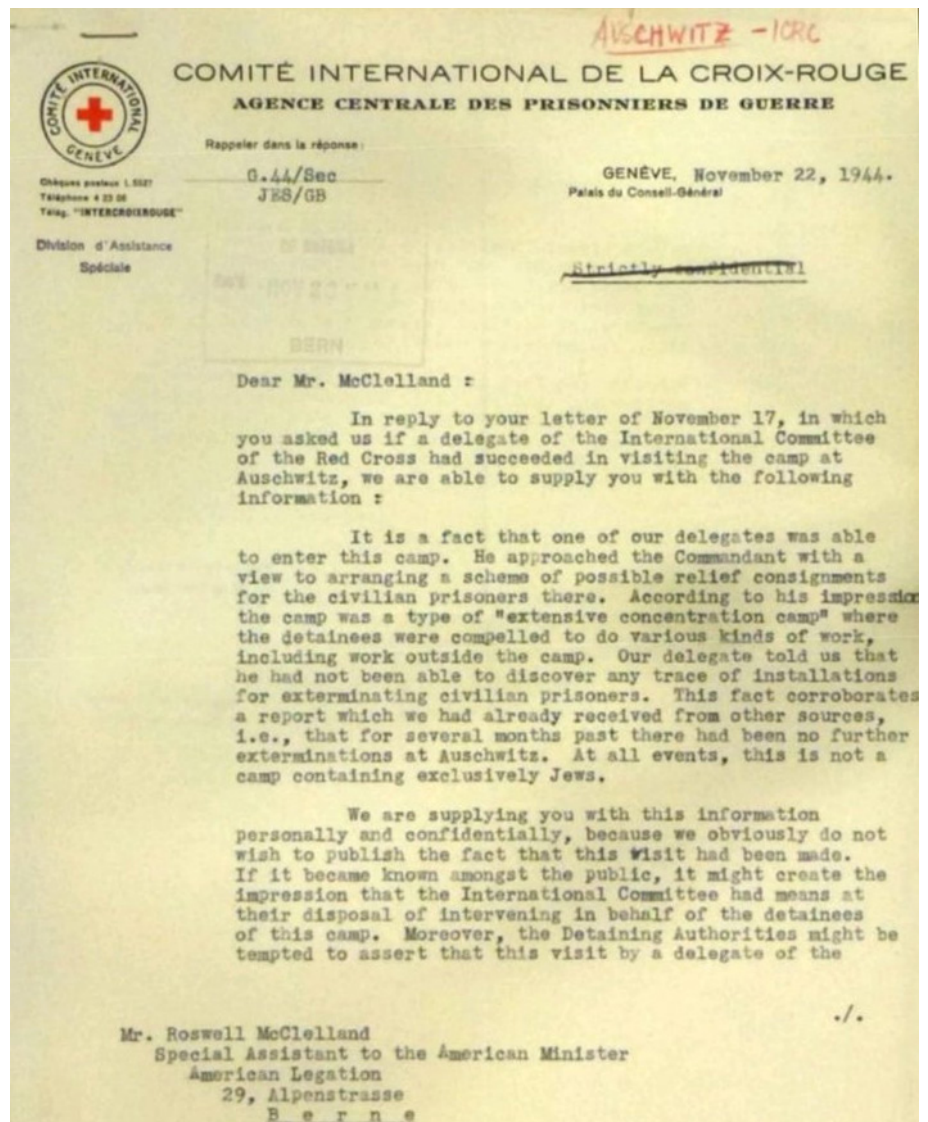 AUSCHWITZ - ICRC
COMITÉ INTERNATIONAL GENÈVE
COMITÉ INTERNATIONAL DE LA CROIX-ROUGE
AGENCE CENTRALE DES PRISONNIERS DE GUERRE
Rappeler dans la réponse:
G.44/Sec
JES/GB
GENÈVE, November 22, 1944.
Palais du Conseil-Général
Chèques postaux I. 5527
Téléphone 4 23 05
Télég. "INTERCROIXROUGE"
Division d'Assistance
Spéciale
Strictly confidential
BERN
Dear Mr. McClelland :
In reply to your letter of November 17, in which
you asked us if a delegate of the International Committee
of the Red Cross had succeeded in visiting the camp at
Auschwitz, we are able to supply you with the following
information :
It is a fact that one of our delegates was able
to enter this camp. He approached the Commandant with a
view to arranging a scheme of possible relief consignments
for the civilian prisoners there. According to his impression
the camp was a type of "extensive concentration camp" where
the detainees were compelled to do various kinds of work,
including work outside the camp. Our delegate told us that
he had not been able to discover any trace of installations
for exterminating civilian prisoners. This fact corroborates
a report which we had already received from other sources,
i.e., that for several months past there had been no further
exterminations at Auschwitz. At all events, this is not a
camp containing exclusively Jews.
We are supplying you with this information
personally and confidentially, because we obviously do not
wish to publish the fact that this visit had been made.
If it became known amongst the public, it might create the
impression that the International Committee had means at
their disposal of intervening in behalf of the detainees
of this camp. Moreover, the Detaining Authorities might be
tempted to assert that this visit by a delegate of the
./.
Mr. Roswell McClelland
Special Assistant to the American Minister
American Legation
29, Alpenstrasse
B e r n e